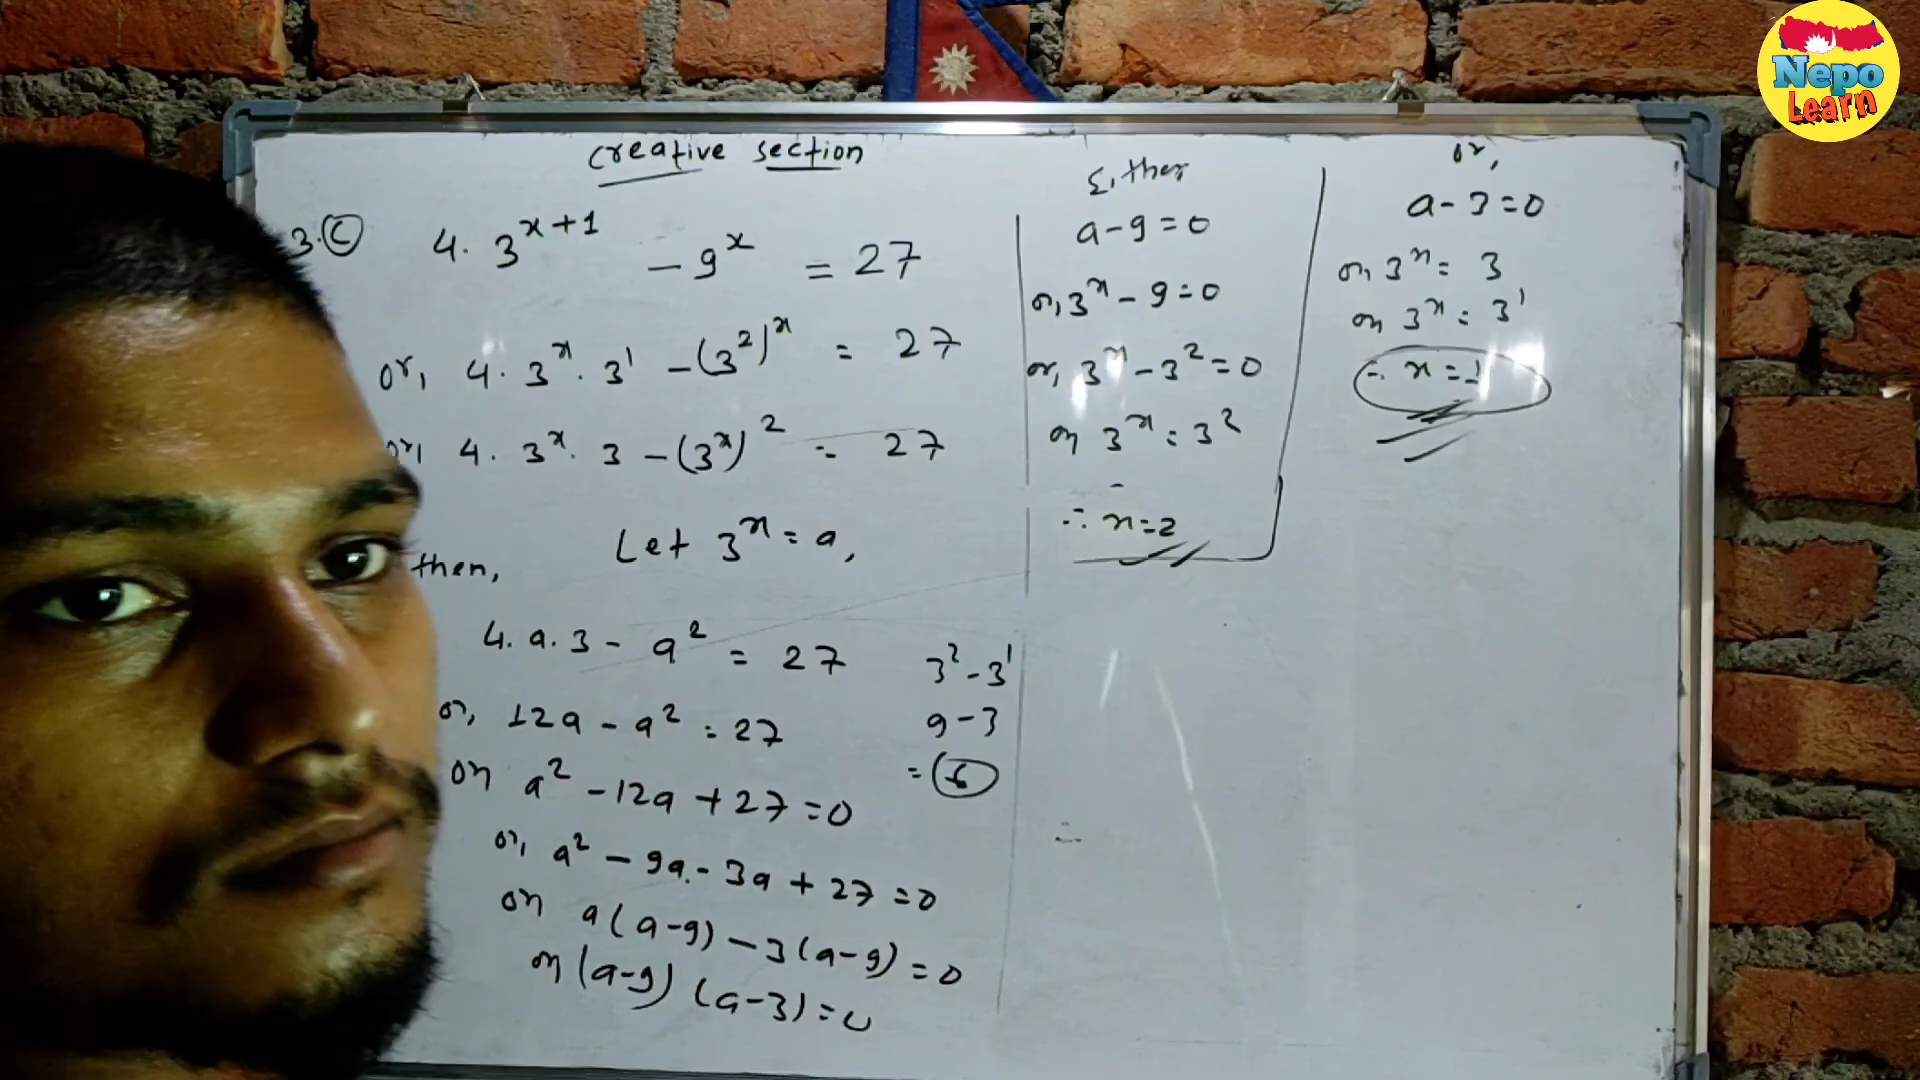 Creative section
3.(C) 4. 3^{x+1} - 9^x = 27
or, 4. 3^x. 3^1 - (3^2)^x = 27
or, 4. 3^x. 3 - (3^x)^2 = 27
Let 3^x = a,
then,
4. a. 3 - a^2 = 27
or, 12a - a^2 = 27
or a^2 - 12a + 27 = 0
or, a^2 - 9a - 3a + 27 = 0
or a(a-9) - 3(a-9) = 0
or (a-9) (a-3) = 0
3^2 - 3^1
9 - 3
= 6
Either
a - 9 = 0
or, 3^x - 9 = 0
or, 3^x - 3^2 = 0
or 3^x = 3^2
∴ x = 2
or,
a - 3 = 0
or, 3^x = 3
or 3^x = 3^1
∴ x = 1
Nepo
Learn